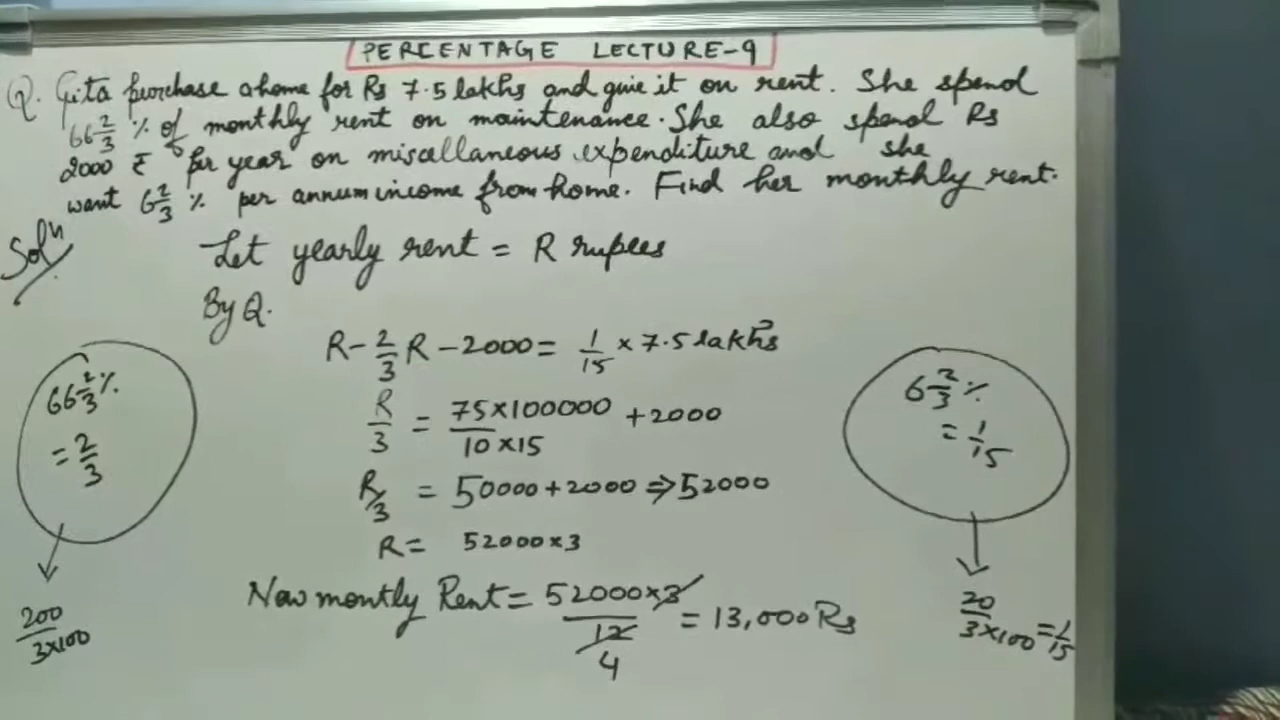 PERCENTAGE LECTURE-9
Q. Gita purchase a home for Rs 7.5 lakhs and give it on rent. She spend
66 2/3 % of monthly rent on maintenance. She also spend Rs
2000 ₹ per year on miscellaneous expenditure and she
want 6 2/3 % per annum income from home. Find her monthly rent.
Solⁿ
Let yearly rent = R rupees
By Q.
R - 2/3 R - 2000 = 1/15 × 7.5 lakhs
R/3 = 75×100000/10×15 + 2000
R/3 = 50000+2000 ⇒ 52000
R = 52000×3
Now montly Rent = 52000×3/12 = 13,000 Rs
4
66 2/3 %
= 2/3
200/3×100
6 2/3 %
= 1/15
20/3×100 = 1/15